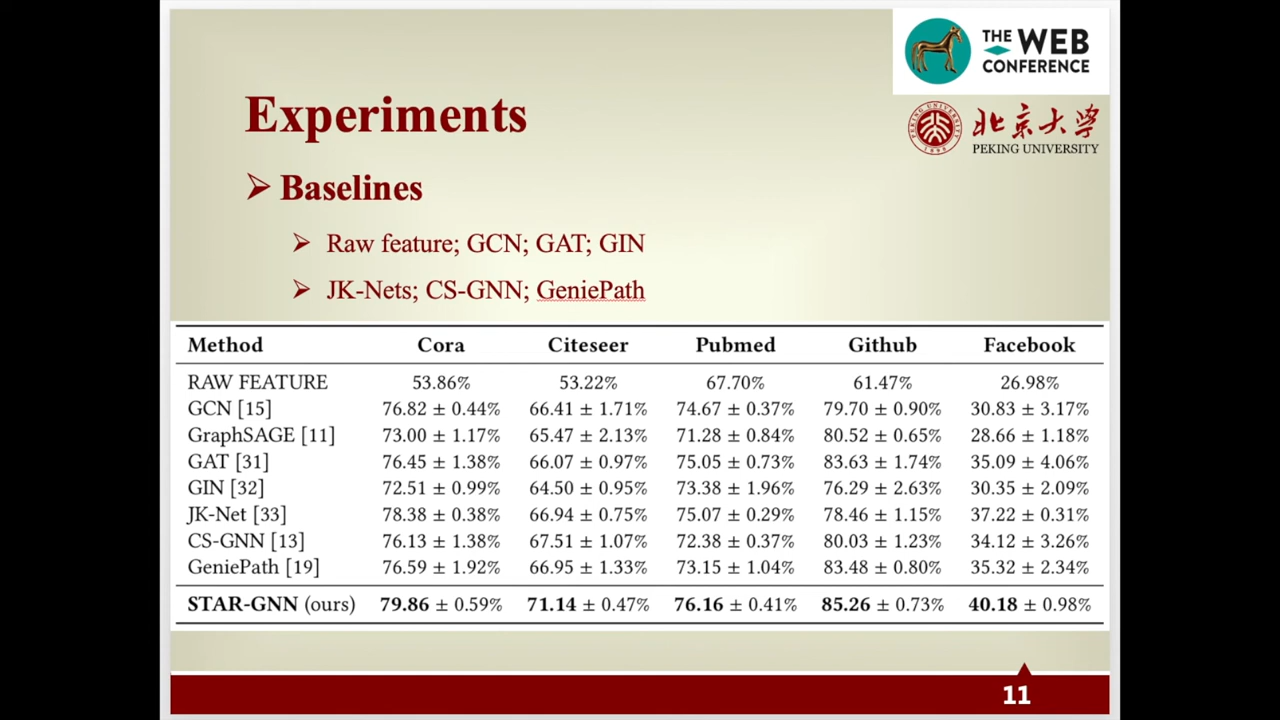 THE WEB
CONFERENCE
北京大学
PEKING UNIVERSITY
Experiments
➢ Baselines
➢ Raw feature; GCN; GAT; GIN
➢ JK-Nets; CS-GNN; GeniePath
Method Cora Citeseer Pubmed Github Facebook
RAW FEATURE 53.86% 53.22% 67.70% 61.47% 26.98%
GCN [15] 76.82 ± 0.44% 66.41 ± 1.71% 74.67 ± 0.37% 79.70 ± 0.90% 30.83 ± 3.17%
GraphSAGE [11] 73.00 ± 1.17% 65.47 ± 2.13% 71.28 ± 0.84% 80.52 ± 0.65% 28.66 ± 1.18%
GAT [31] 76.45 ± 1.38% 66.07 ± 0.97% 75.05 ± 0.73% 83.63 ± 1.74% 35.09 ± 4.06%
GIN [32] 72.51 ± 0.99% 64.50 ± 0.95% 73.38 ± 1.96% 76.29 ± 2.63% 30.35 ± 2.09%
JK-Net [33] 78.38 ± 0.38% 66.94 ± 0.75% 75.07 ± 0.29% 78.46 ± 1.15% 37.22 ± 0.31%
CS-GNN [13] 76.13 ± 1.38% 67.51 ± 1.07% 72.38 ± 0.37% 80.03 ± 1.23% 34.12 ± 3.26%
GeniePath [19] 76.59 ± 1.92% 66.95 ± 1.33% 73.15 ± 1.04% 83.48 ± 0.80% 35.32 ± 2.34%
STAR-GNN (ours) 79.86 ± 0.59% 71.14 ± 0.47% 76.16 ± 0.41% 85.26 ± 0.73% 40.18 ± 0.98%
11